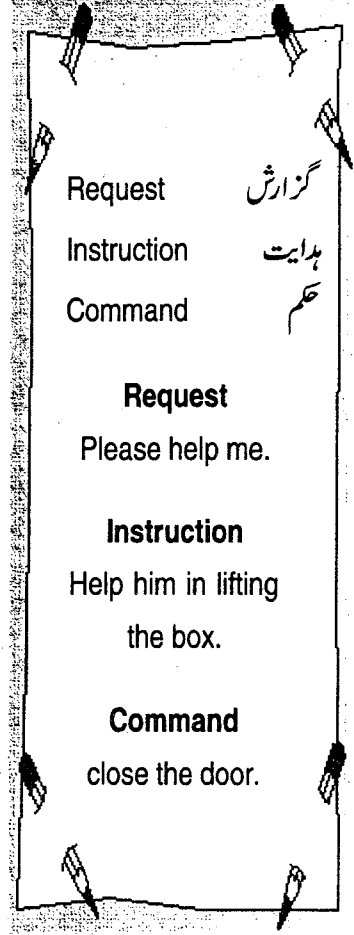 Request گزارش
Instruction ہدایت
Command حکم
Request
Please help me.
Instruction
Help him in lifting
the box.
Command
close the door.